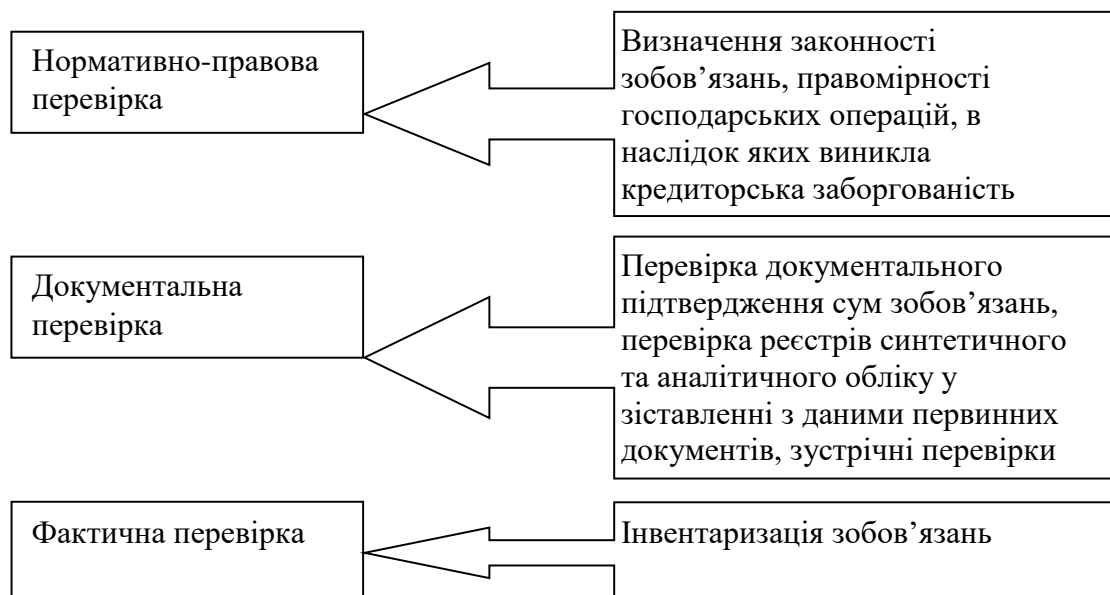 Нормативно-правова
перевірка
Визначення законності
зобов’язань, правомірності
господарських операцій, в
наслідок яких виникла
кредиторська заборгованість
Документальна
перевірка
Перевірка документального
підтвердження сум зобов’язань,
перевірка реєстрів синтетичного
та аналітичного обліку у
зіставленні з даними первинних
документів, зустрічні перевірки
Фактична перевірка
Інвентаризація зобов’язань